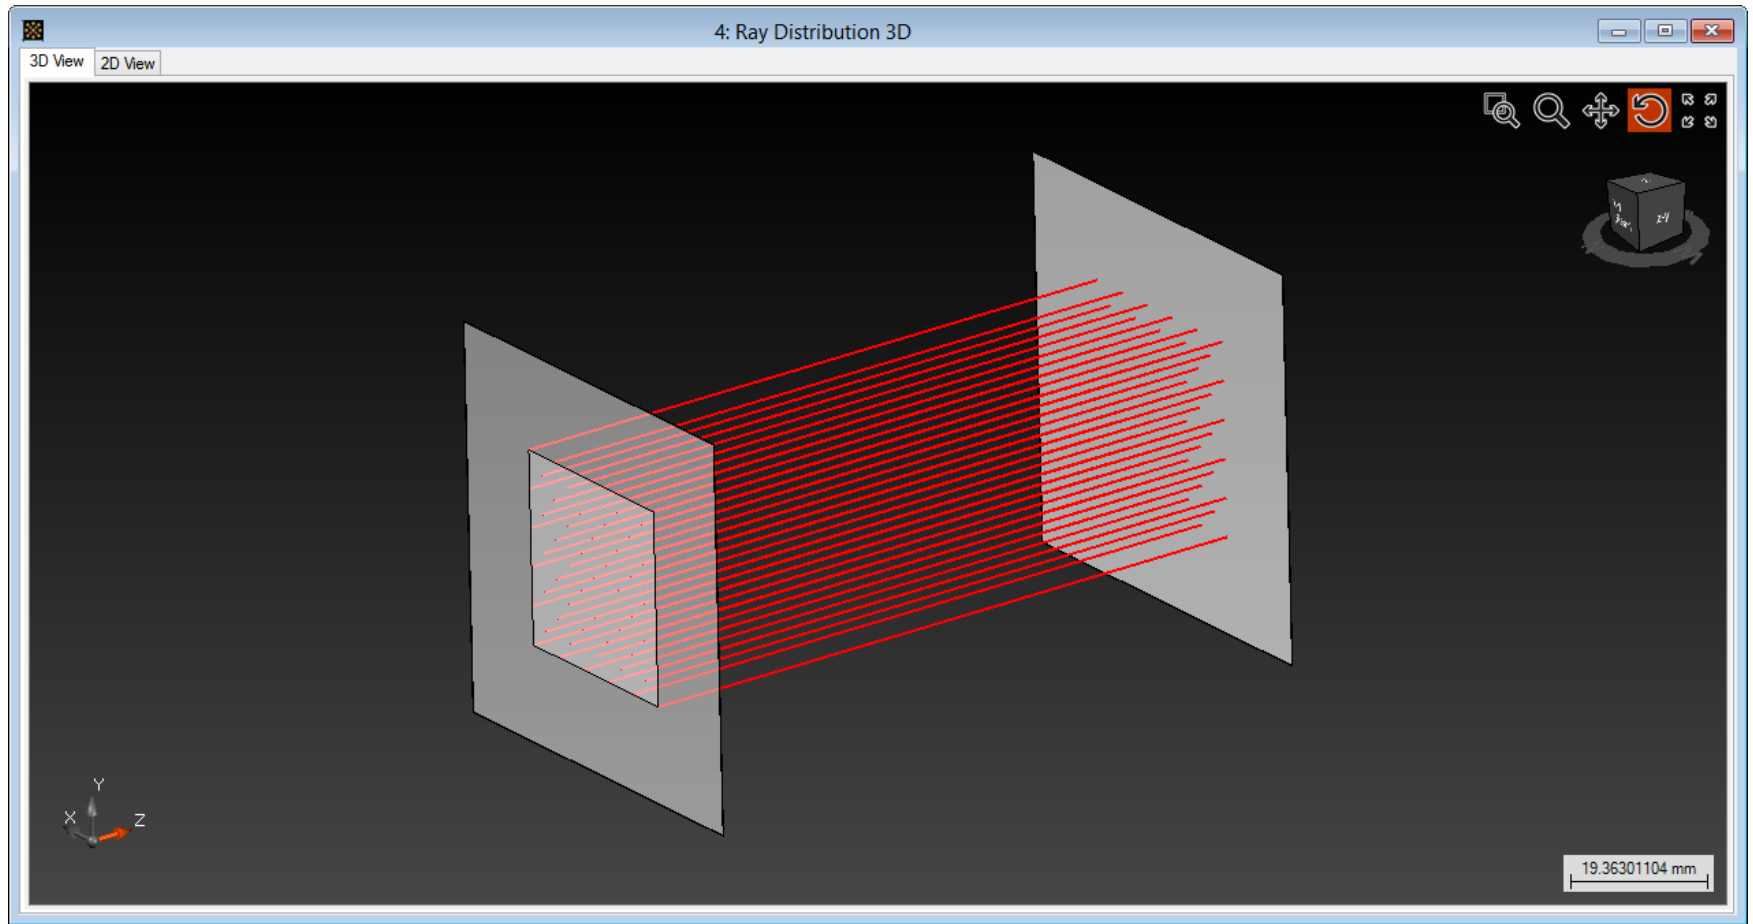 4: Ray Distribution 3D
3D View
2D View
z-Y
Y
X
Z
19.36301104 mm